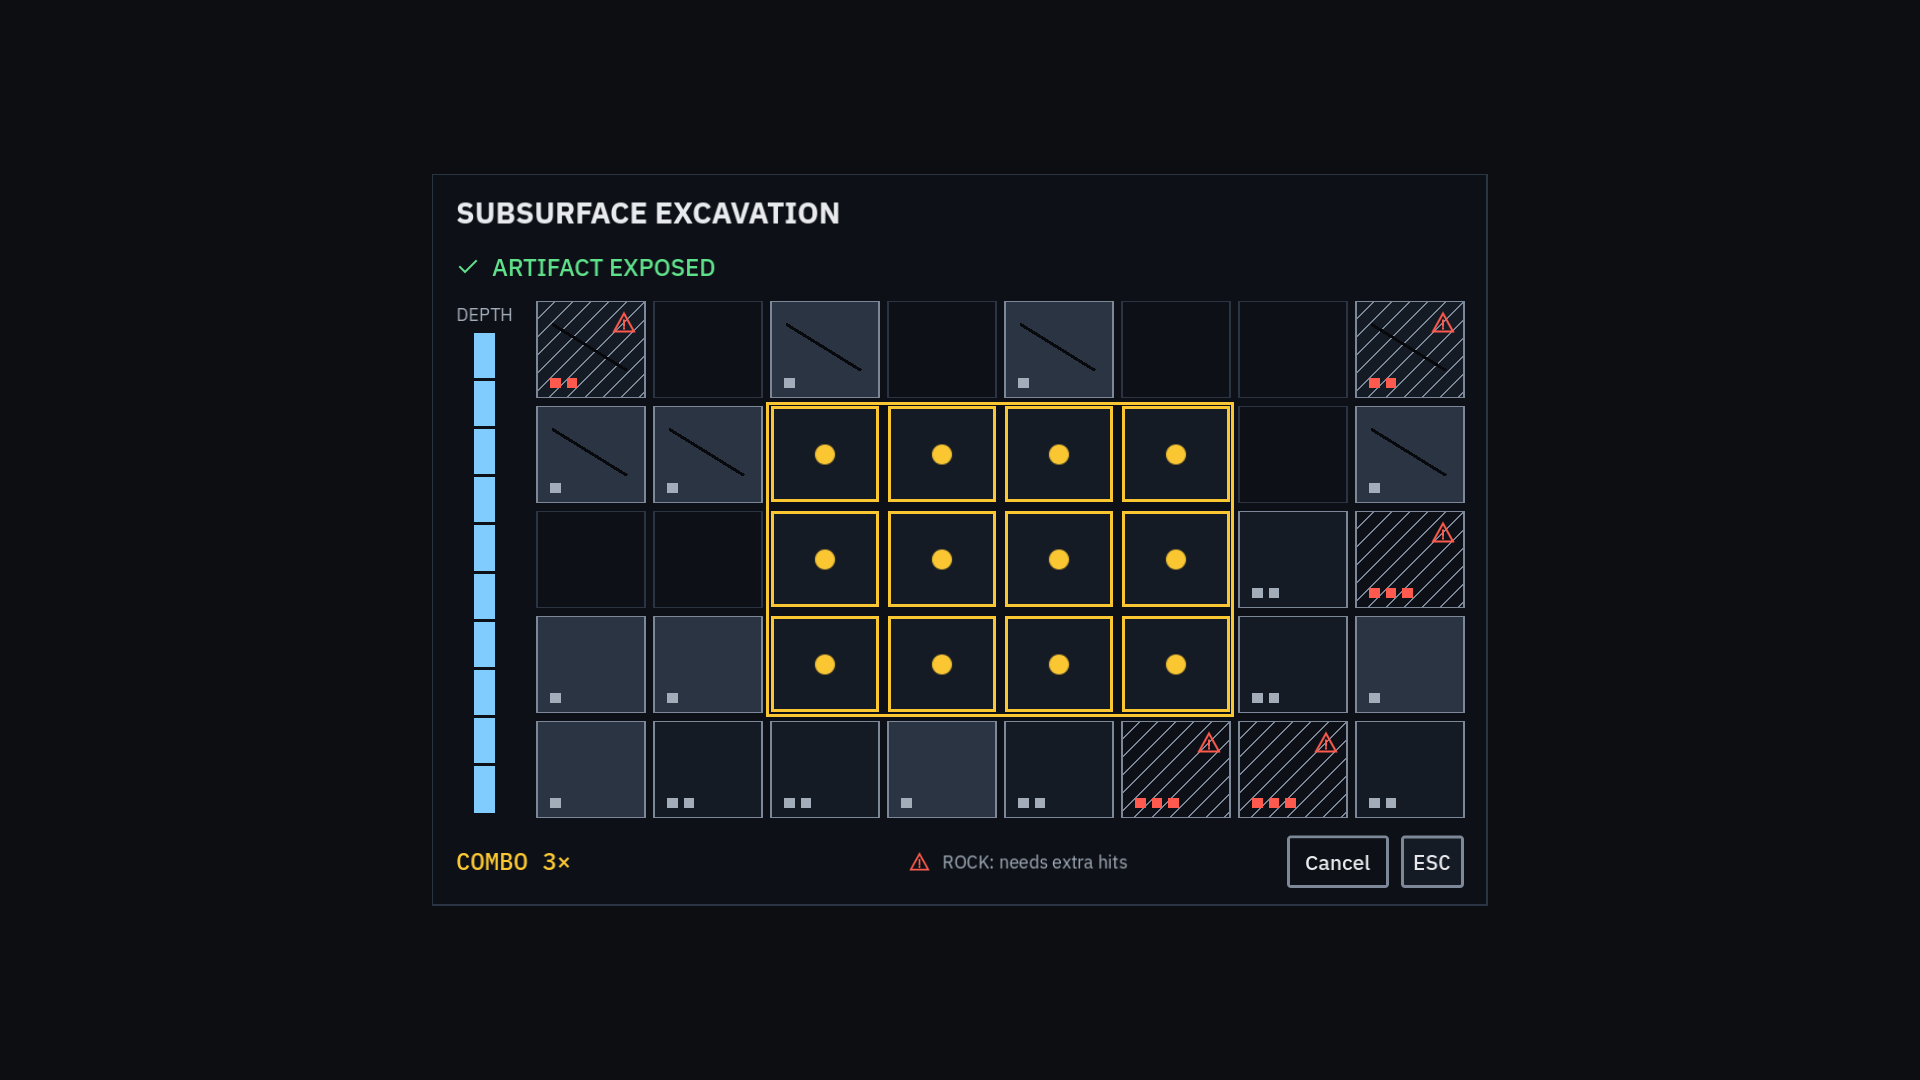 SUBSURFACE EXCAVATION
ARTIFACT EXPOSED
DEPTH
COMBO 3×
ROCK: needs extra hits
Cancel
ESC